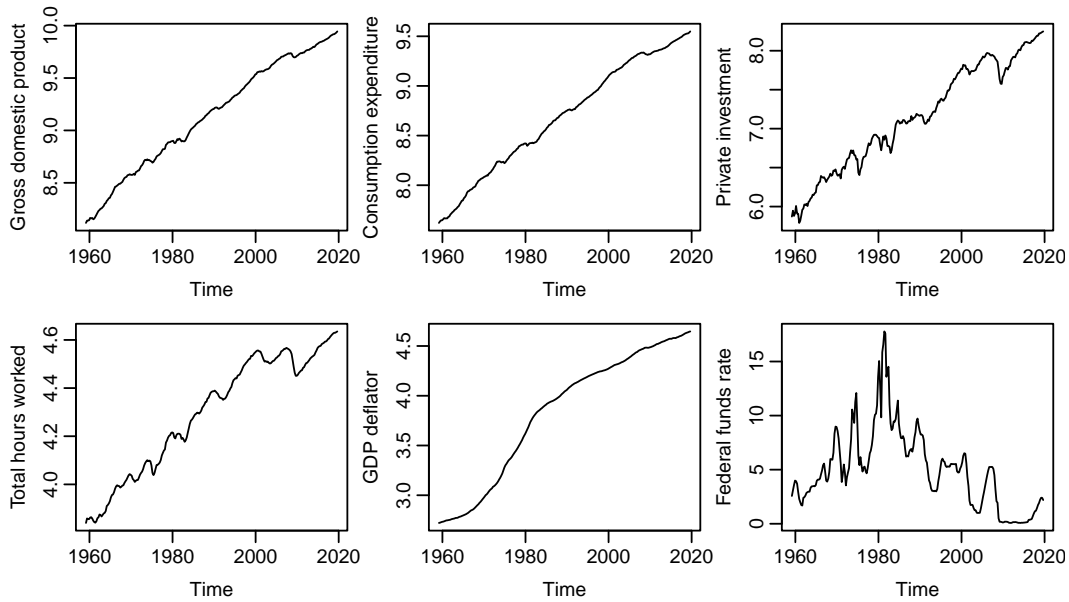 Gross domestic product
8.5 9.0 9.5 10.0
1960 1980 2000 2020
Time
Consumption expenditure
8.0 8.5 9.0 9.5
1960 1980 2000 2020
Time
Private investment
6.0 7.0 8.0
1960 1980 2000 2020
Time
Total hours worked
4.0 4.2 4.4 4.6
1960 1980 2000 2020
Time
GDP deflator
3.0 3.5 4.0 4.5
1960 1980 2000 2020
Time
Federal funds rate
0 5 10 15
1960 1980 2000 2020
Time